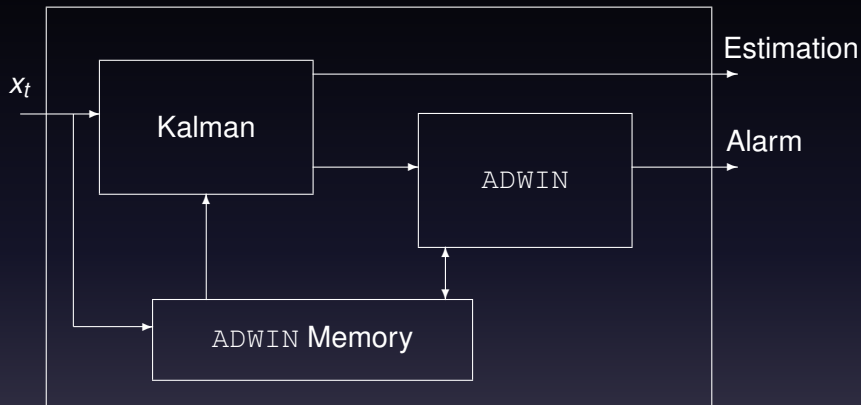 Estimation
x_t
Kalman
Alarm
ADWIN
ADWIN Memory